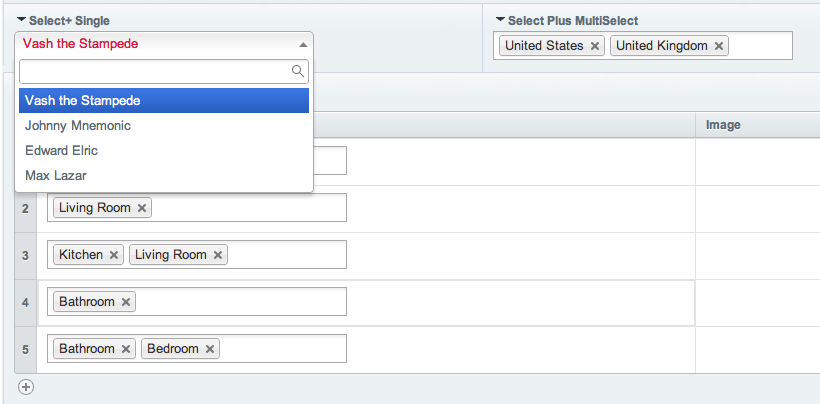 Select+ Single
Select Plus MultiSelect
Vash the Stampede
United States
United Kingdom
Vash the Stampede
Johnny Mnemonic
Edward Elric
Max Lazar
Image
2
Living Room
3
Kitchen
Living Room
4
Bathroom
5
Bathroom
Bedroom